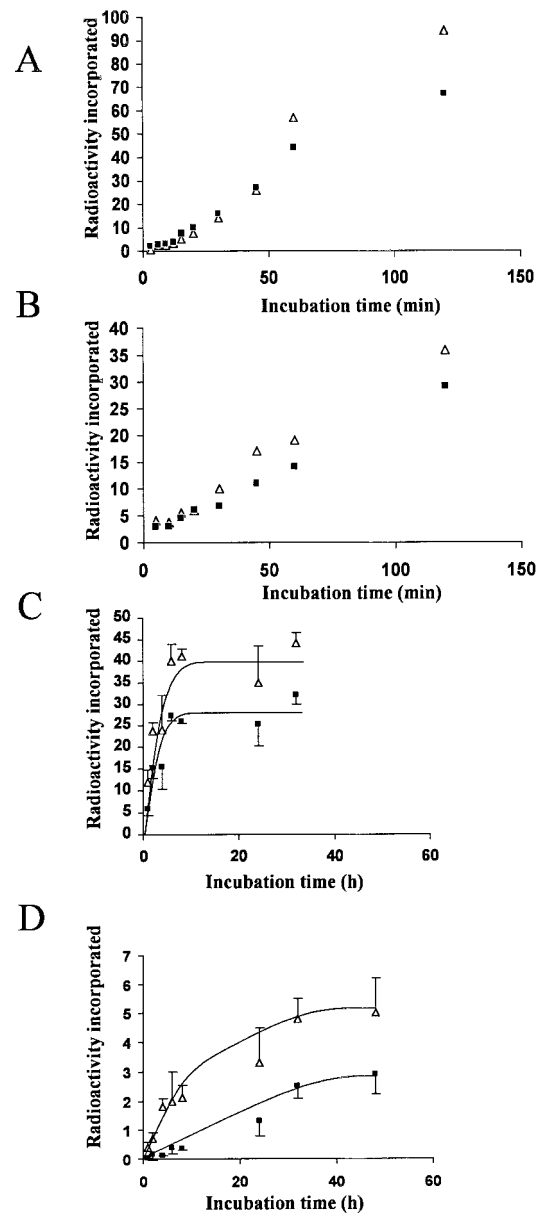 A
Radioactivity incorporated
100
90
80
70
60
50
40
30
20
10
0
0 50 100 150
Incubation time (min)
B
Radioactivity incorporated
40
35
30
25
20
15
10
5
0
0 50 100 150
Incubation time (min)
C
Radioactivity incorporated
50
45
40
35
30
25
20
15
10
5
0
0 20 40 60
Incubation time (h)
D
Radioactivity incorporated
7
6
5
4
3
2
1
0
0 20 40 60
Incubation time (h)